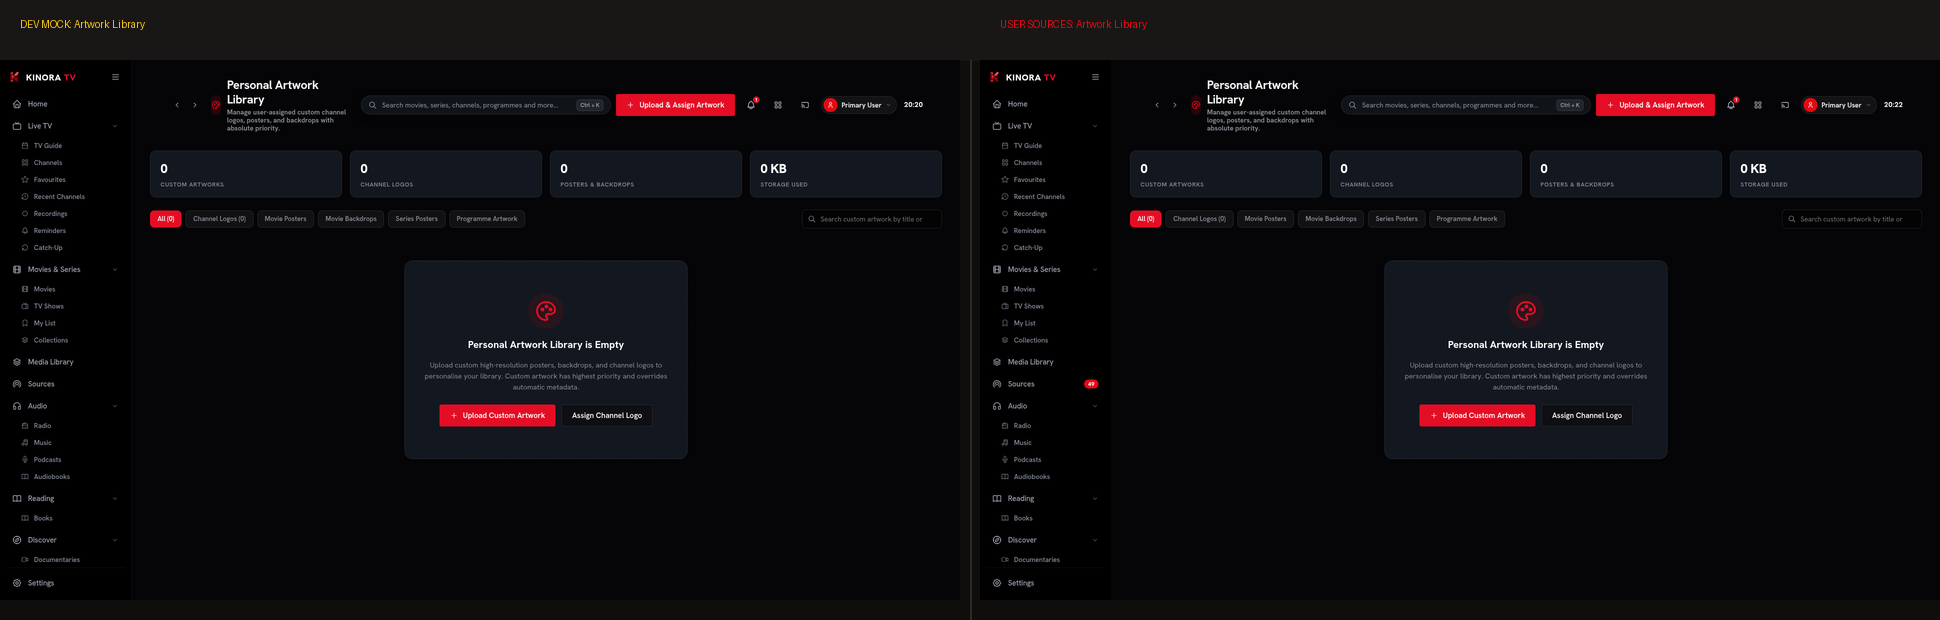 DEV MOCK: Artwork Library
KINORA TV
Home
Live TV
TV Guide
Channels
Favourites
Recent Channels
Recordings
Reminders
Catch-Up
Movies & Series
Movies
TV Shows
My List
Collections
Media Library
Sources
Audio
Radio
Music
Podcasts
Audiobooks
Reading
Books
Discover
Documentaries
Settings
Personal Artwork
Library
Manage user-assigned custom channel
logos, posters, and backdrops with
absolute priority.
Search movies, series, channels, programmes and more...
Ctrl + K
+ Upload & Assign Artwork
1
Primary User
20:20
0
CUSTOM ARTWORKS
0
CHANNEL LOGOS
0
POSTERS & BACKDROPS
0 KB
STORAGE USED
All (0)
Channel Logos (0)
Movie Posters
Movie Backdrops
Series Posters
Programme Artwork
Search custom artwork by title or
Personal Artwork Library is Empty
Upload custom high-resolution posters, backdrops, and channel logos to
personalise your library. Custom artwork has highest priority and overrides
automatic metadata.
+ Upload Custom Artwork
Assign Channel Logo
USER SOURCES: Artwork Library
KINORA TV
Home
Live TV
TV Guide
Channels
Favourites
Recent Channels
Recordings
Reminders
Catch-Up
Movies & Series
Movies
TV Shows
My List
Collections
Media Library
Sources
49
Audio
Radio
Music
Podcasts
Audiobooks
Reading
Books
Discover
Documentaries
Settings
Personal Artwork
Library
Manage user-assigned custom channel
logos, posters, and backdrops with
absolute priority.
Search movies, series, channels, programmes and more...
Ctrl + K
+ Upload & Assign Artwork
1
Primary User
20:22
0
CUSTOM ARTWORKS
0
CHANNEL LOGOS
0
POSTERS & BACKDROPS
0 KB
STORAGE USED
All (0)
Channel Logos (0)
Movie Posters
Movie Backdrops
Series Posters
Programme Artwork
Search custom artwork by title or
Personal Artwork Library is Empty
Upload custom high-resolution posters, backdrops, and channel logos to
personalise your library. Custom artwork has highest priority and overrides
automatic metadata.
+ Upload Custom Artwork
Assign Channel Logo